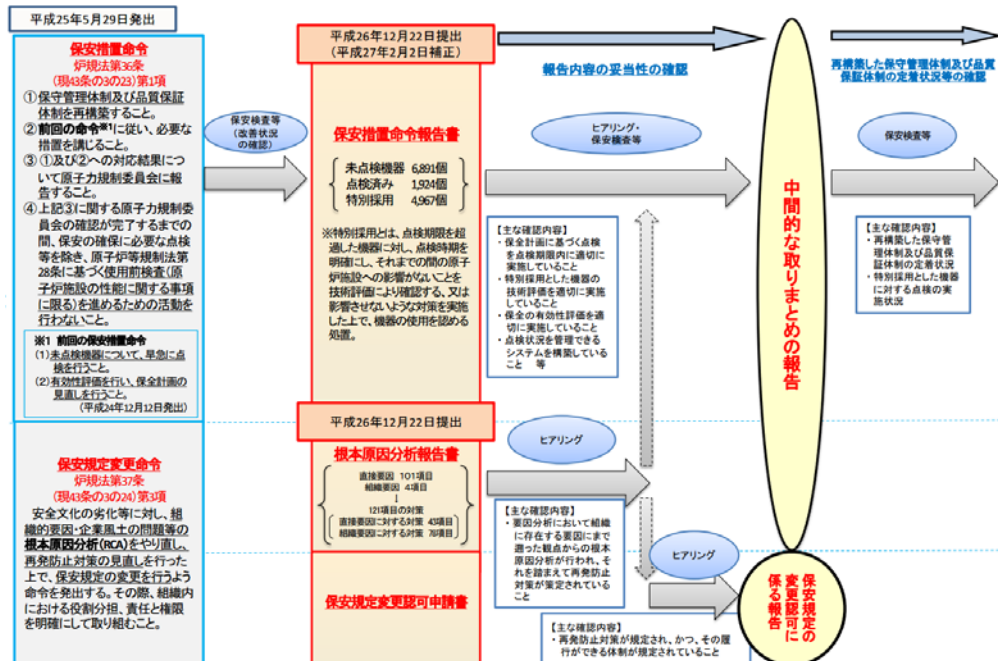 平成25年5月29日発出
保安措置命令
炉規法第36条
(現43条の3の23)第1項
①保守管理体制及び品質保証
体制を再構築すること。
②前回の命令※1に従い、必要な
措置を講じること。
③①及び②への対応結果につ
いて原子力規制委員会に報
告すること。
④上記③に関する原子力規制委
員会の確認が完了するまでの
間、保安の確保に必要な点検
等を除き、原子炉等規制法第
28条に基づく使用前検査(原
子炉施設の性能に関する事項
に限る)を進めるための活動を
行わないこと。
※1 前回の保安措置命令
(1)未点検機器について、早急に点
検を行うこと。
(2)有効性評価を行い、保全計画の
見直しを行うこと。
(平成24年12月12日発出)
保安規定変更命令
炉規法第37条
(現43条の3の24)第3項
安全文化の劣化等に対し、組
織的要因・企業風土の問題等の
根本原因分析(RCA)をやり直し、
再発防止対策の見直しを行った
上で、保安規定の変更を行うよう
命令を発出する。その際、組織内
における役割分担、責任と権限
を明確にして取り組むこと。
保安検査等
(改善状況
の確認)
平成26年12月22日提出
(平成27年2月2日補正)
保安措置命令報告書
未点検機器 6,891個
点検済み 1,924個
特別採用 4,967個
※特別採用とは、点検期限を超
過した機器に対し、点検時期を
明確にし、それまでの間の原子
炉施設への影響がないことを
技術評価により確認する、又は
影響させないような対策を実施
した上で、機器の使用を認める
処置。
平成26年12月22日提出
根本原因分析報告書
直接要因 101項目
組織要因 4項目
↓
121項目の対策
直接要因に対する対策 43項目
組織要因に対する対策 78項目
保安規定変更認可申請書
報告内容の妥当性の確認
ヒアリング・
保安検査等
【主な確認内容】
・保全計画に基づく点検
を点検期限内に適切に
実施していること
・特別採用とした機器の
技術評価を適切に実施
していること
・保全の有効性評価を適
切に実施していること
・点検状況を管理できる
システムを構築している
こと 等
ヒアリング
【主な確認内容】
・要因分析において組織
に存在する要因にまで
遡った観点からの根本
原因分析が行われ、そ
れを踏まえて再発防止
対策が策定されている
こと
ヒアリング
【主な確認内容】
・再発防止対策が規定され、かつ、その履
行ができる体制が規定されていること
中間的な取りまとめの報告
保安規定の
変更認可に
係る報告
再構築した保守管理体制及び品質
保証体制の定着状況等の確認
保安検査等
【主な確認内容】
・再構築した保守管
理体制及び品質保
証体制の定着状況
・特別採用とした機器
に対する点検の実
施状況